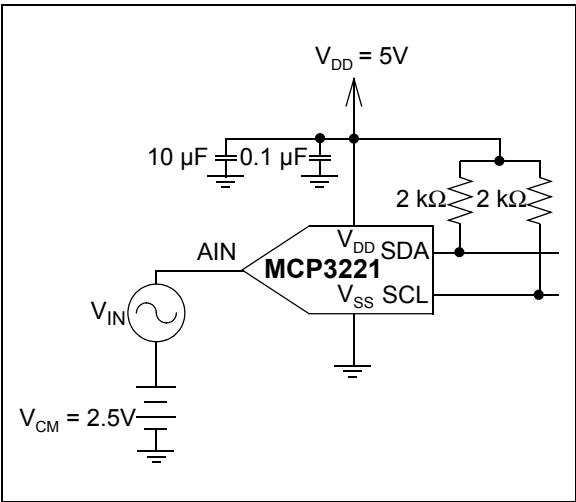 V_DD = 5V
10 µF 0.1 µF
2 kΩ 2 kΩ
AIN
V_DD SDA
MCP3221
V_SS SCL
V_IN
V_CM = 2.5V